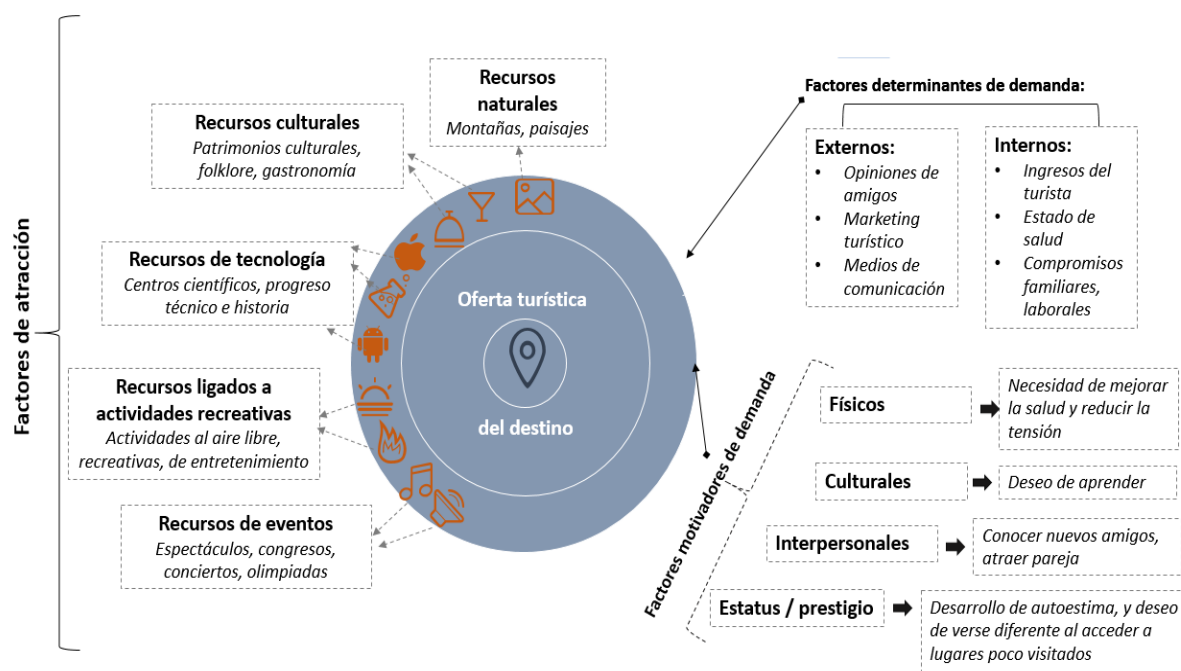 Factores de atracción
Recursos
naturales
Montañas, paisajes
Recursos culturales
Patrimonios culturales,
folklore, gastronomía
Recursos de tecnología
Centros científicos, progreso
técnico e historia
Recursos ligados a
actividades recreativas
Actividades al aire libre,
recreativas, de entretenimiento
Recursos de eventos
Espectáculos, congresos,
conciertos, olimpiadas
Oferta turística
del destino
Factores determinantes de demanda:
Externos:
• Opiniones de
amigos
• Marketing
turístico
• Medios de
comunicación
Internos:
• Ingresos del
turista
• Estado de
salud
• Compromisos
familiares,
laborales
Factores motivadores de demanda
Físicos
Necesidad de mejorar
la salud y reducir la
tensión
Culturales
Deseo de aprender
Interpersonales
Conocer nuevos amigos,
atraer pareja
Estatus / prestigio
Desarrollo de autoestima, y deseo
de verse diferente al acceder a
lugares poco visitados